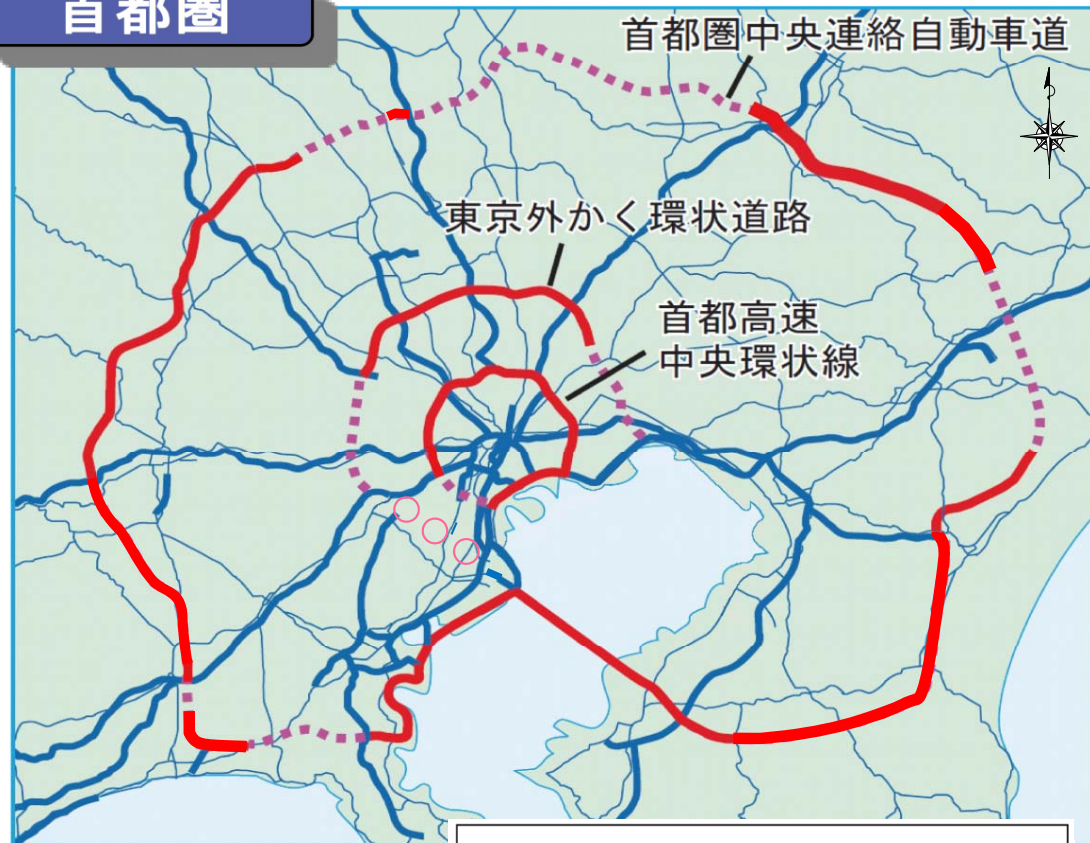 首都圏
首都圏中央連絡自動車道
東京外かく環状道路
首都高速
中央環状線